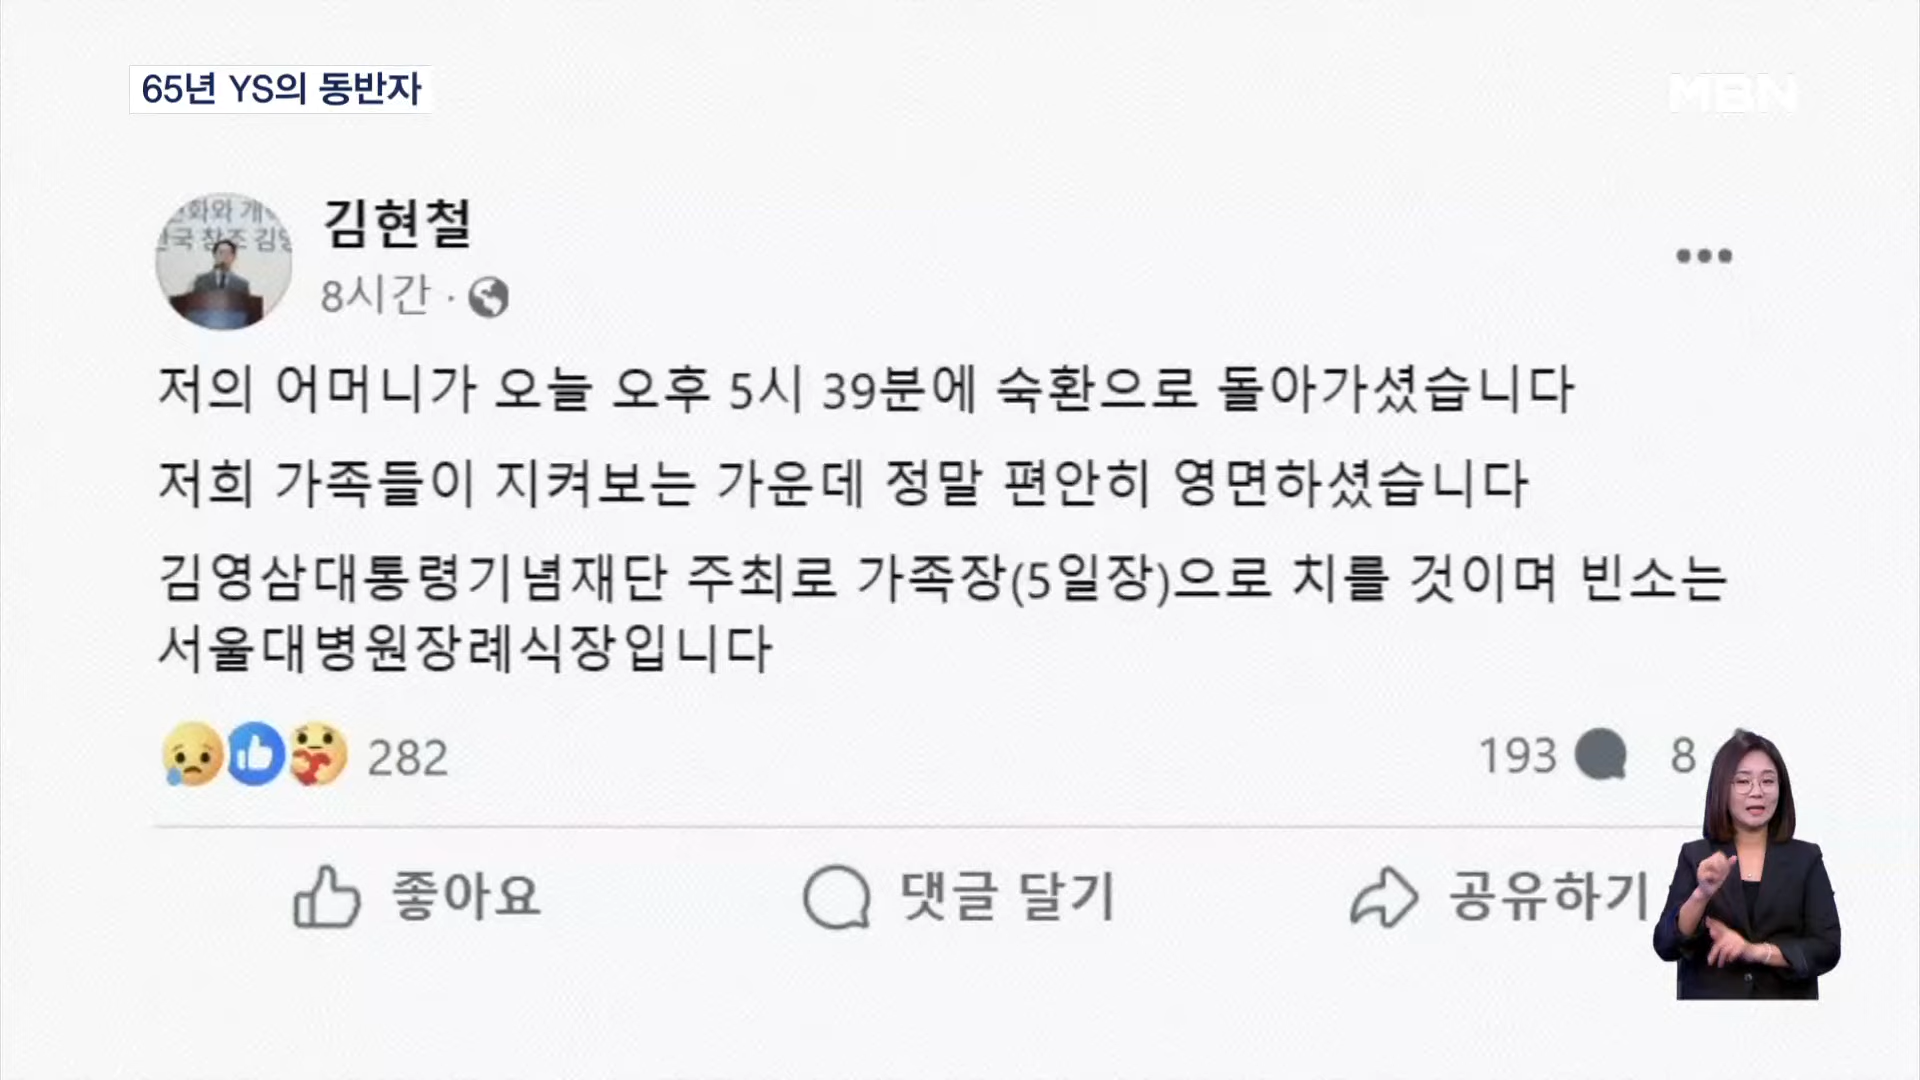 65년 YS의 동반자
MBN
김현철
8시간 ·
저의 어머니가 오늘 오후 5시 39분에 숙환으로 돌아가셨습니다
저희 가족들이 지켜보는 가운데 정말 편안히 영면하셨습니다
김영삼대통령기념재단 주최로 가족장(5일장)으로 치를 것이며 빈소는
서울대병원장례식장입니다
282
193
8
좋아요
댓글 달기
공유하기